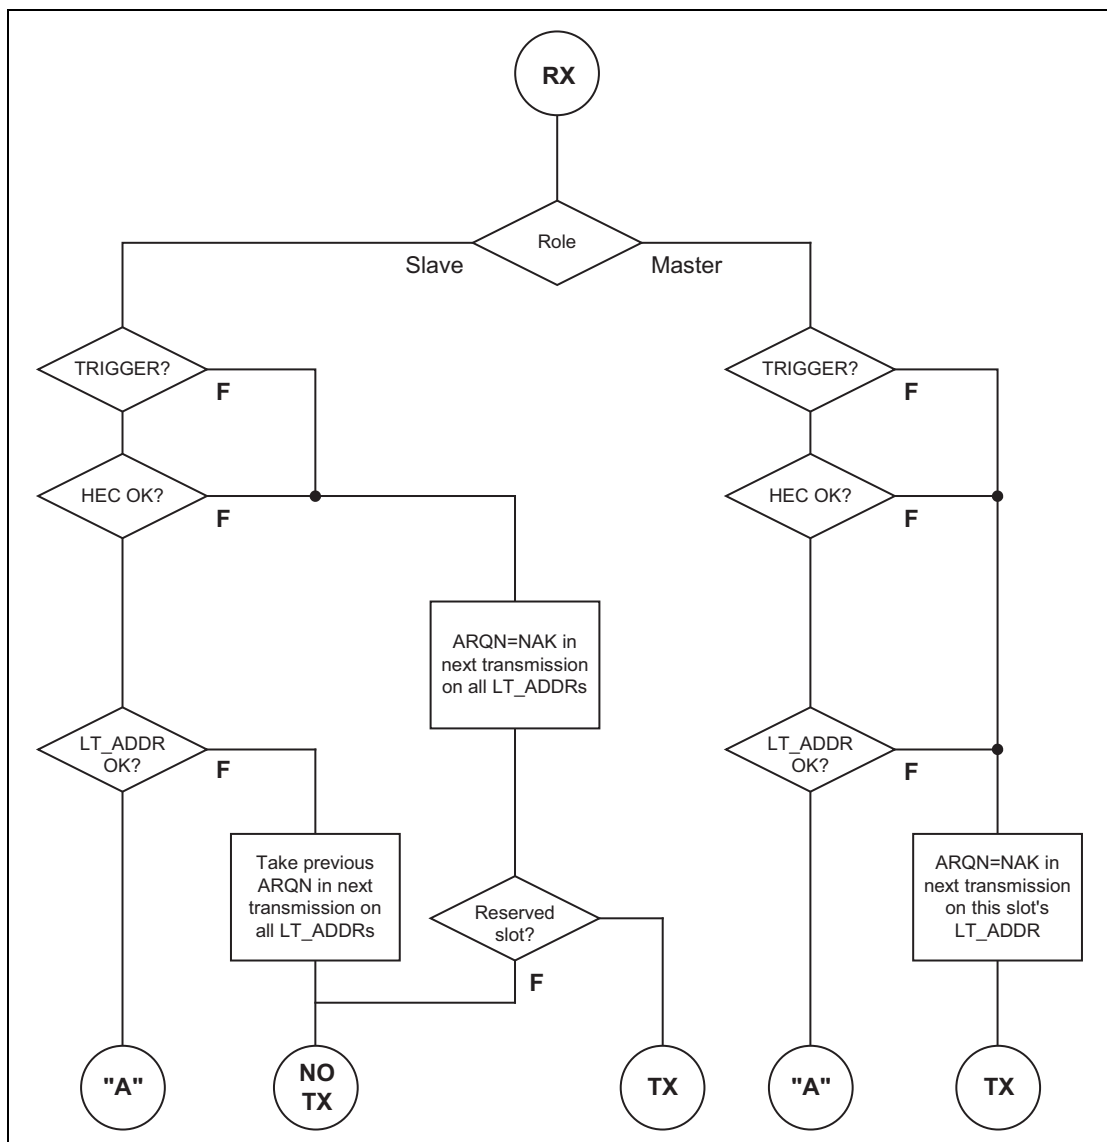 RX
Role
Slave
Master
TRIGGER?
F
TRIGGER?
F
HEC OK?
F
HEC OK?
F
ARQN=NAK in
next transmission
on all LT_ADDRs
LT_ADDR
OK?
F
LT_ADDR
OK?
F
Take previous
ARQN in next
transmission on
all LT_ADDRs
Reserved
slot?
F
ARQN=NAK in
next transmission
on this slot's
LT_ADDR
"A"
NO
TX
TX
"A"
TX